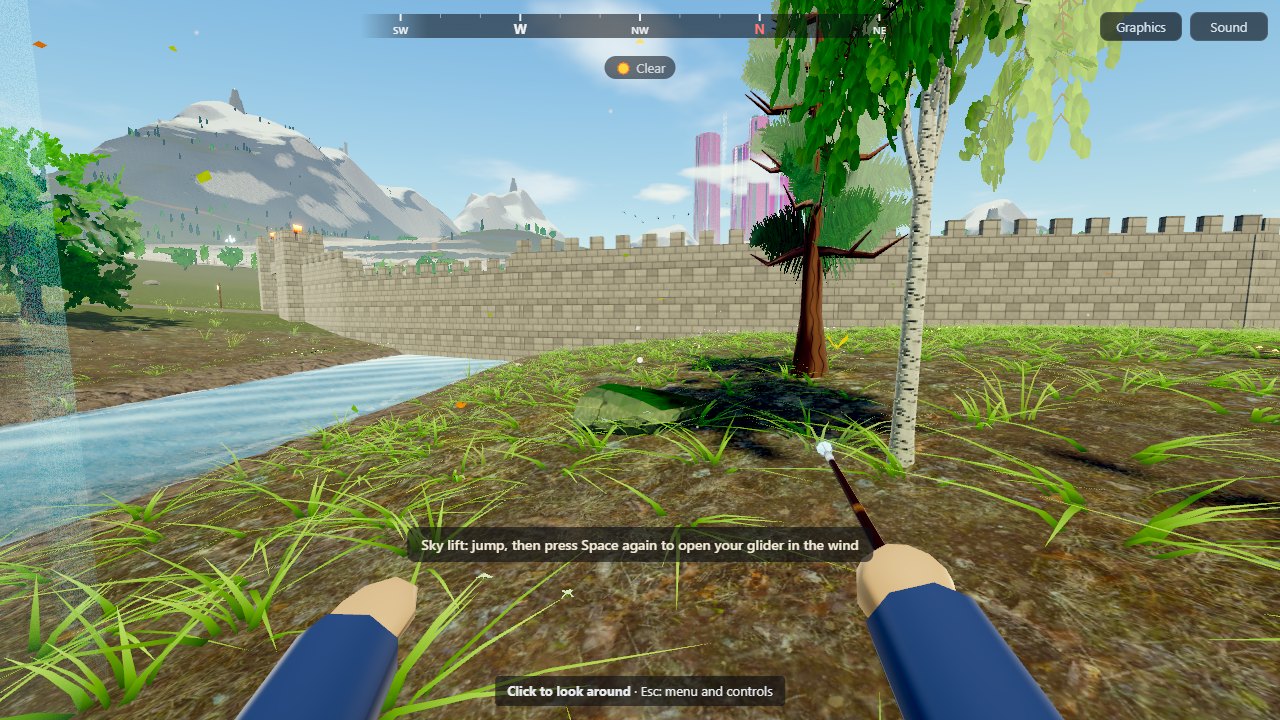 SW W NW N NE
Graphics
Sound
Clear
Sky lift: jump, then press Space again to open your glider in the wind
Click to look around · Esc: menu and controls